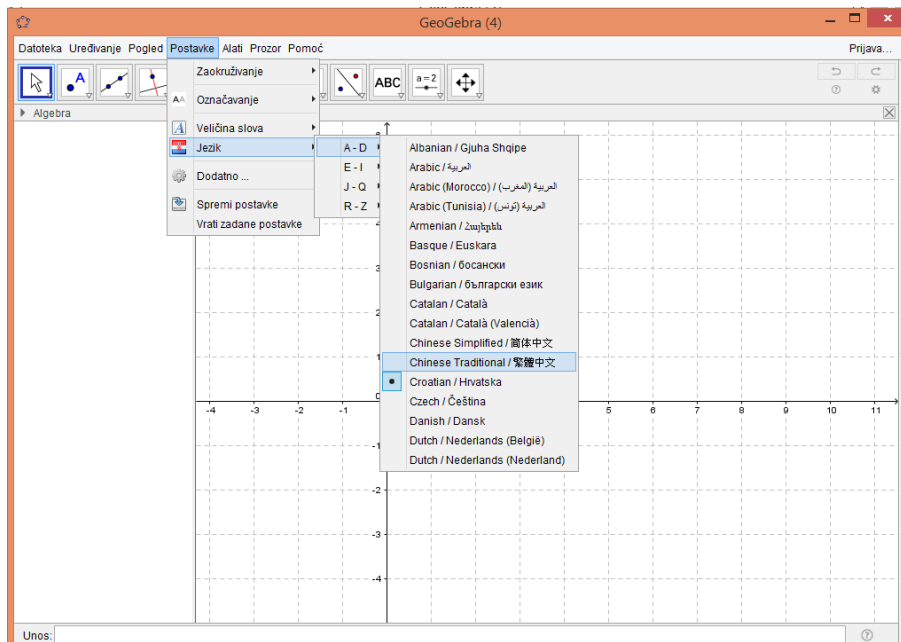 GeoGebra (4)
Datoteka Uređivanje Pogled Postavke Alati Prozor Pomoć Prijava...
A ABC a=2
Algebra
Zaokruživanje
AA Označavanje
A Veličina slova
Jezik
Dodatno ...
Spremi postavke
Vrati zadane postavke
A - D
E - I
J - Q
R - Z
Albanian / Gjuha Shqipe
Arabic / العربية
Arabic (Morocco) / العربية (المغرب)
Arabic (Tunisia) / العربية (تونس)
Armenian / Հայերեն
Basque / Euskara
Bosnian / босански
Bulgarian / български език
Catalan / Català
Catalan / Català (Valencià)
Chinese Simplified / 简体中文
Chinese Traditional / 繁體中文
Croatian / Hrvatska
Czech / Čeština
Danish / Dansk
Dutch / Nederlands (België)
Dutch / Nederlands (Nederland)
-4 -3 -2 -1 5 6 7 8 9 10 11
-2
-3
-4
Unos: